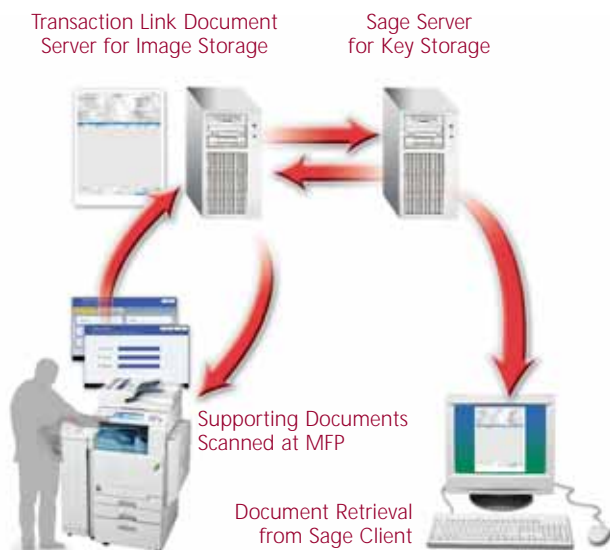 Transaction Link Document
Server for Image Storage
Sage Server
for Key Storage
Supporting Documents
Scanned at MFP
Document Retrieval
from Sage Client